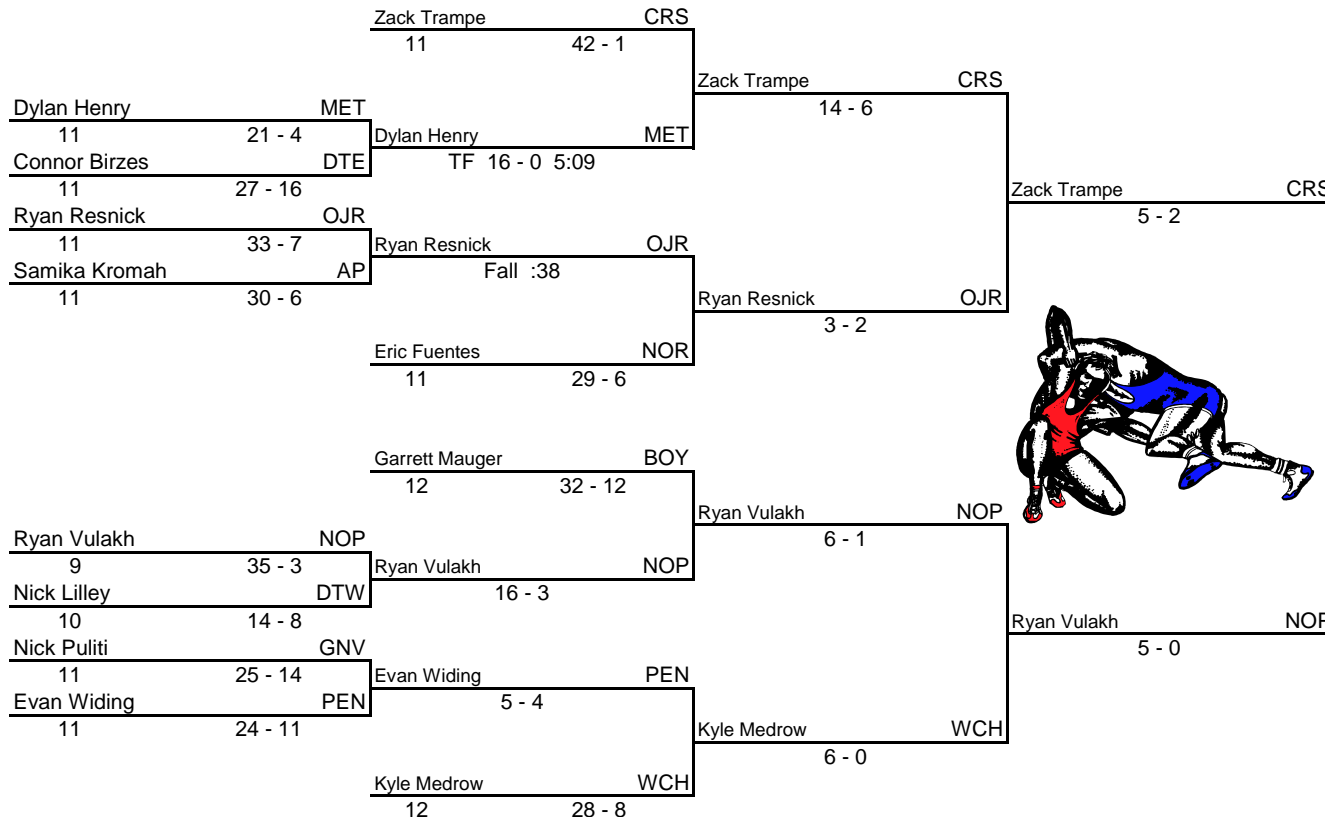 Zack Trampe CRS
11 42 - 1
Zack Trampe CRS
14 - 6
Dylan Henry MET
11 21 - 4
Dylan Henry MET
TF 16 - 0 5:09
Connor Birzes DTE
11 27 - 16
Zack Trampe CRS
5 - 2
Ryan Resnick OJR
11 33 - 7
Ryan Resnick OJR
Fall :38
Samika Kromah AP
11 30 - 6
Ryan Resnick OJR
3 - 2
Eric Fuentes NOR
11 29 - 6
Garrett Mauger BOY
12 32 - 12
Ryan Vulakh NOP
6 - 1
Ryan Vulakh NOP
9 35 - 3
Ryan Vulakh NOP
16 - 3
Nick Lilley DTW
10 14 - 8
Ryan Vulakh NOP
5 - 0
Nick Puliti GNV
11 25 - 14
Evan Widing PEN
5 - 4
Evan Widing PEN
11 24 - 11
Kyle Medrow WCH
6 - 0
Kyle Medrow WCH
12 28 - 8